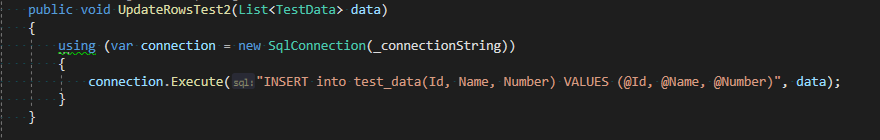 public void UpdateRowsTest2(List<TestData> data)
{
using (var connection = new SqlConnection(_connectionString))
{
connection.Execute(sql:"INSERT into test_data(Id, Name, Number) VALUES (@Id, @Name, @Number)", data);
}
}